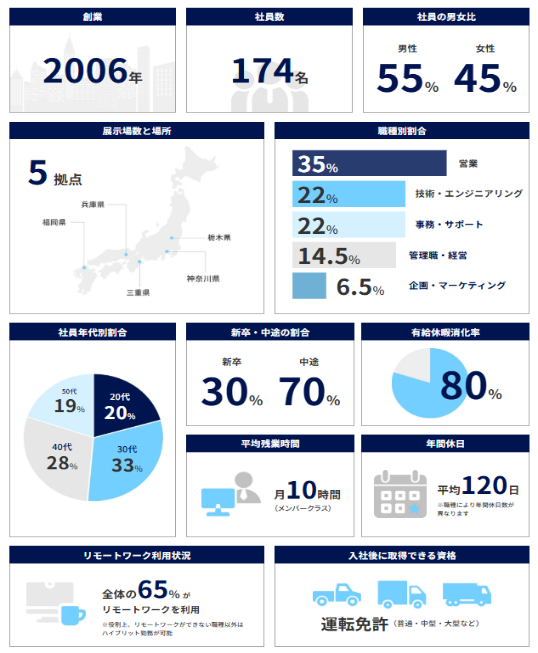 創業
2006年
社員数
174名
社員の男女比
男性
55%
女性
45%
展示場数と場所
5 拠点
兵庫県
福岡県
栃木県
神奈川県
三重県
職種別割合
35%
営業
22%
技術・エンジニアリング
22%
事務・サポート
14.5%
管理職・経営
6.5%
企画・マーケティング
社員年代別割合
50代
19%
20代
20%
40代
28%
30代
33%
新卒・中途の割合
新卒
30%
中途
70%
有給休暇消化率
80%
平均残業時間
月10時間
(メンバークラス)
年間休日
平均120日
※職種により年間休日数が
異なります
リモートワーク利用状況
全体の65%が
リモートワークを利用
※役割上、リモートワークができない職種以外は
ハイブリット勤務が可能
入社後に取得できる資格
運転免許(普通・中型・大型など)